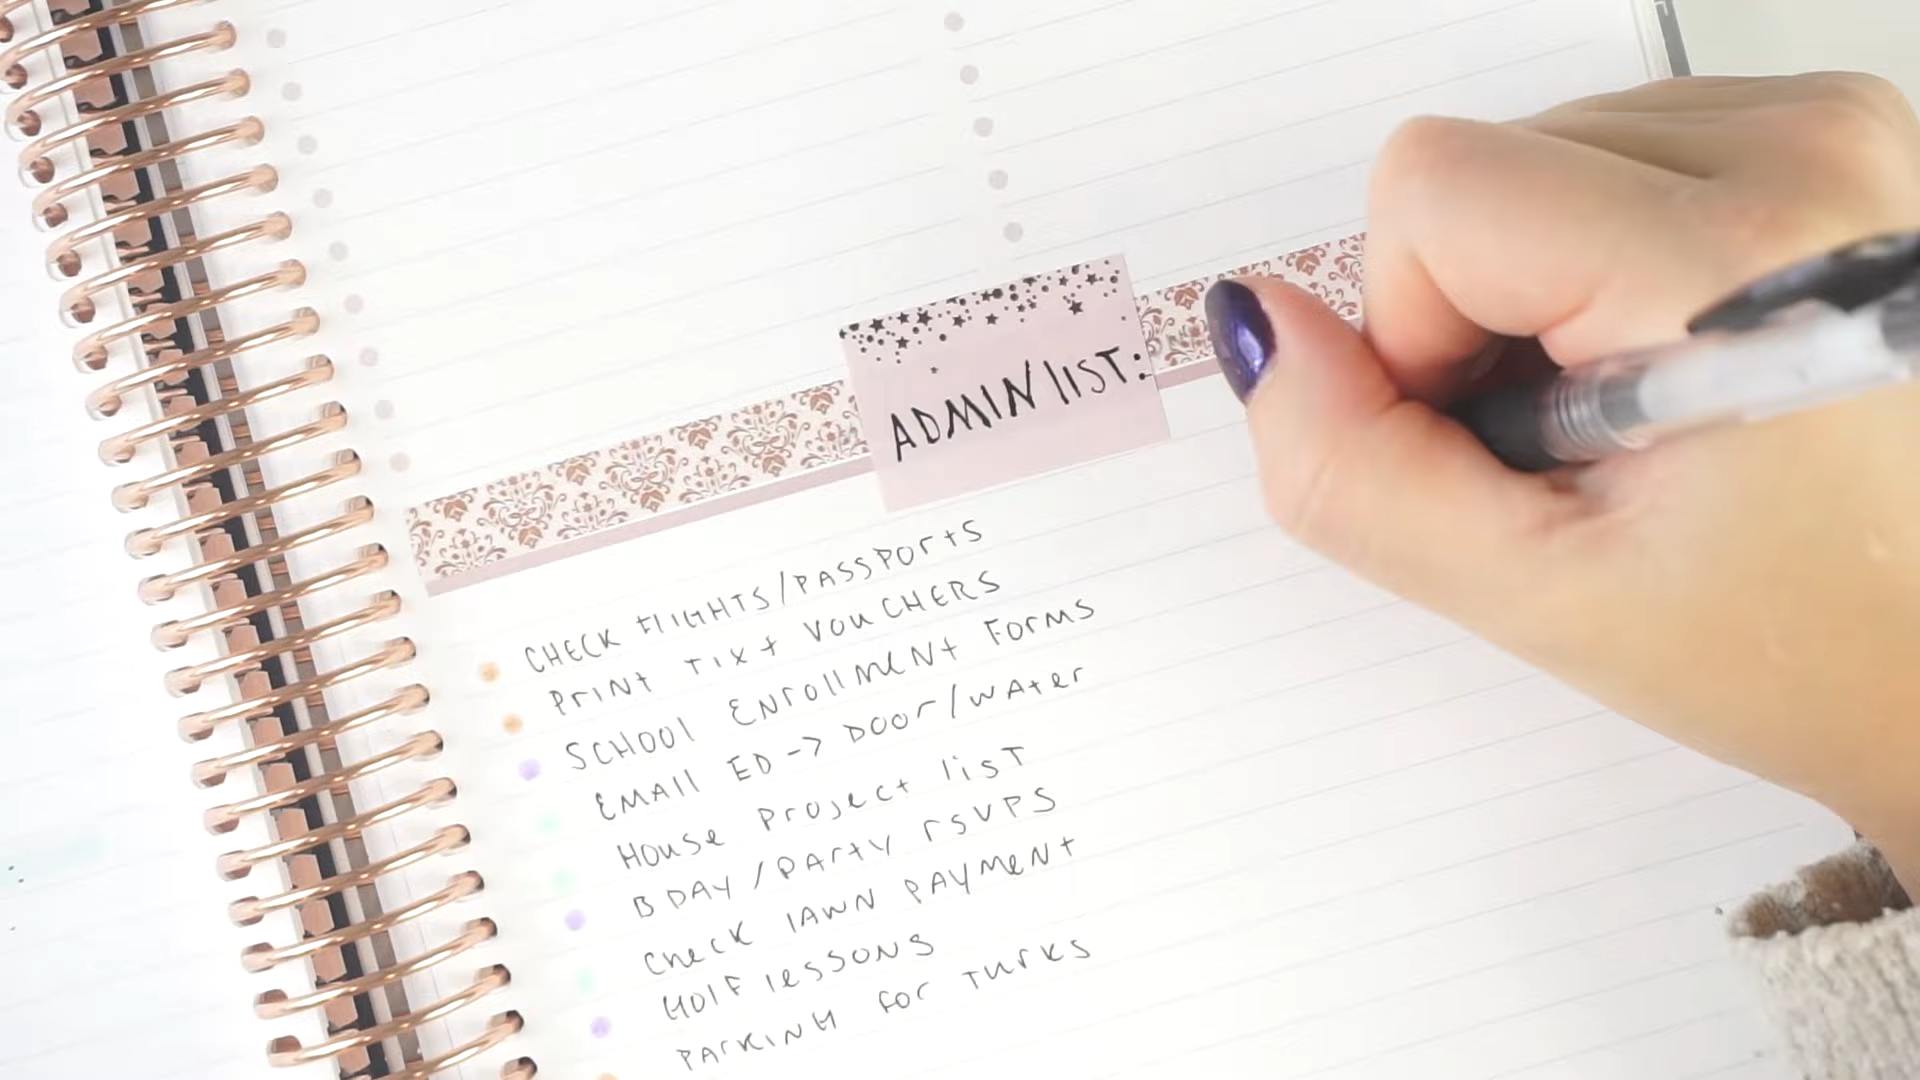 ADMIN LIST:
CHECK FLIGHTS/PASSPORTS
PRINT TIX + VOUCHERS
SCHOOL ENROLLMENT FORMS
EMAIL ED -> DOOR/WATER
HOUSE PROJECT LIST
BDAY/PARTY RSVPS
CHECK LAWN PAYMENT
GOLF LESSONS
PARKING FOR TURKS